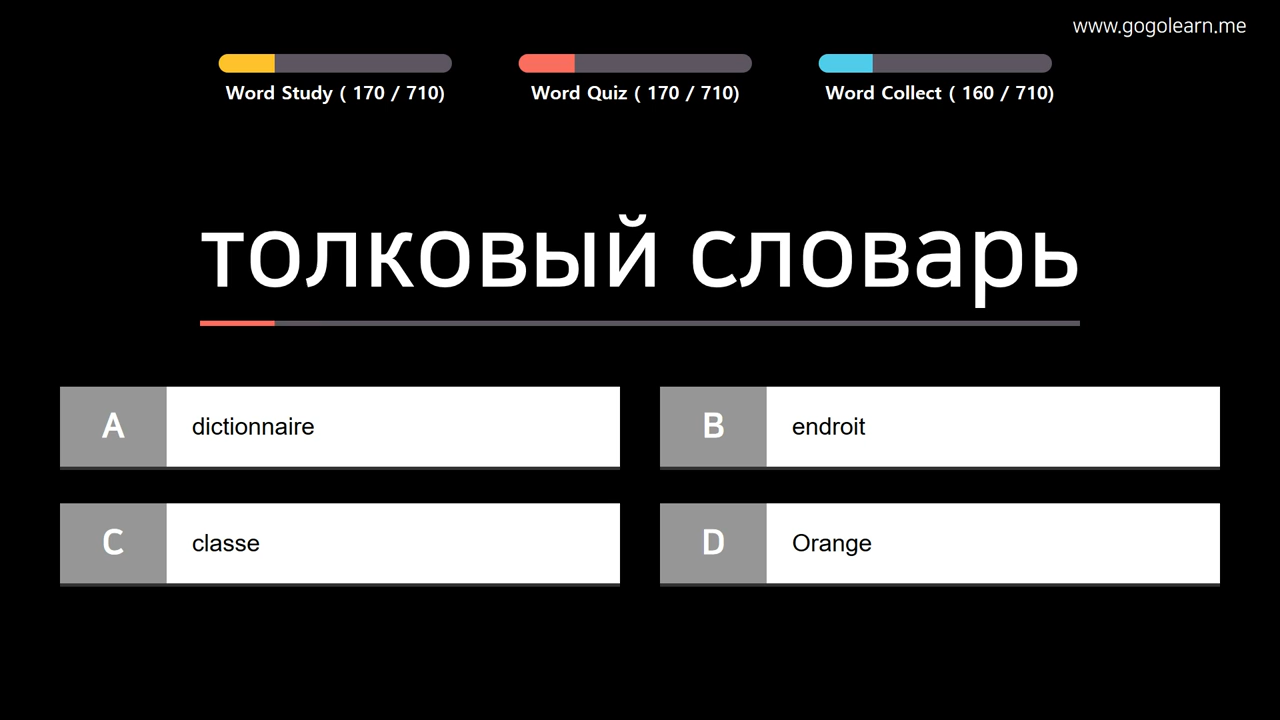 www.gogolearn.me
Word Study ( 170 / 710)
Word Quiz ( 170 / 710)
Word Collect ( 160 / 710)
толковый словарь
A dictionnaire
B endroit
C classe
D Orange